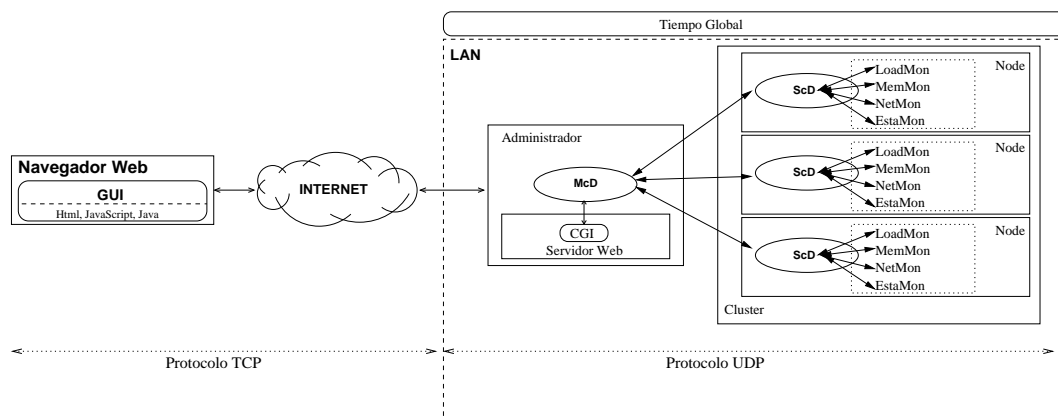 Tiempo Global
LAN
Navegador Web
GUI
Html, JavaScript, Java
INTERNET
Administrador
McD
CGI
Servidor Web
Node
ScD
LoadMon
MemMon
NetMon
EstaMon
Node
ScD
LoadMon
MemMon
NetMon
EstaMon
Node
ScD
LoadMon
MemMon
NetMon
EstaMon
Cluster
Protocolo TCP
Protocolo UDP